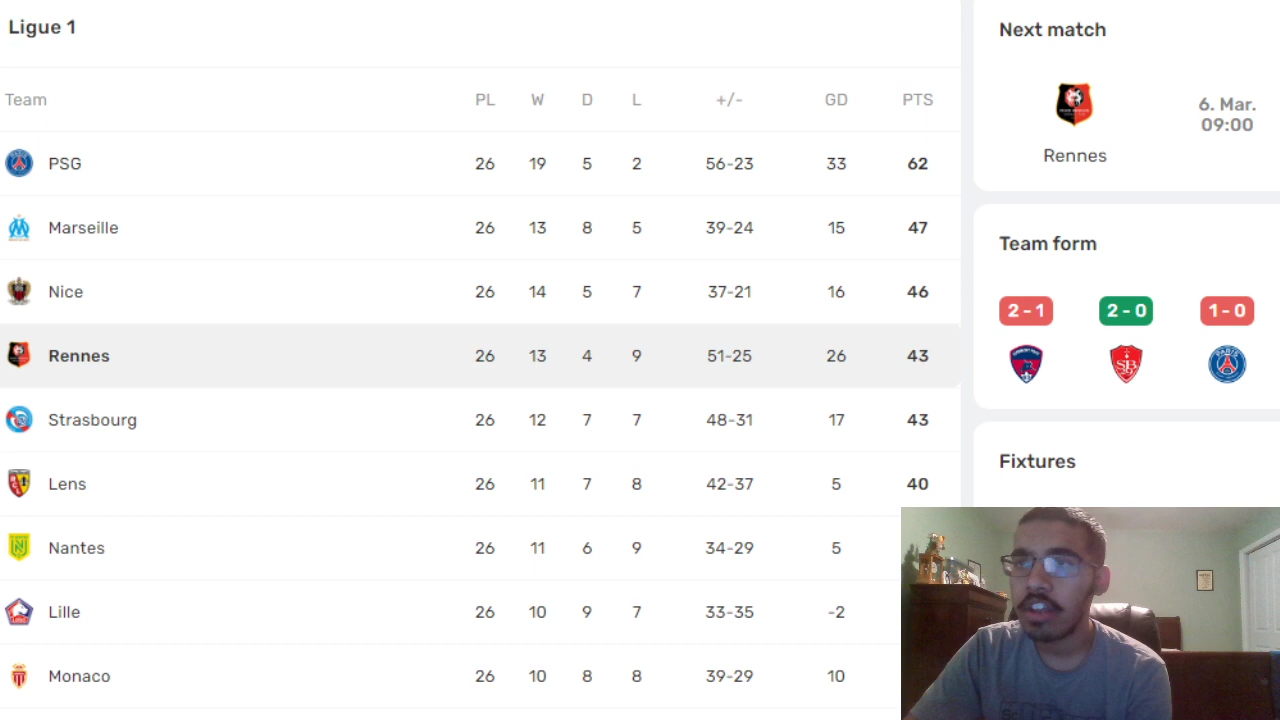 Ligue 1
Team PL W D L +/- GD PTS
PSG 26 19 5 2 56-23 33 62
Marseille 26 13 8 5 39-24 15 47
Nice 26 14 5 7 37-21 16 46
Rennes 26 13 4 9 51-25 26 43
Strasbourg 26 12 7 7 48-31 17 43
Lens 26 11 7 8 42-37 5 40
Nantes 26 11 6 9 34-29 5
Lille 26 10 9 7 33-35 -2
Monaco 26 10 8 8 39-29 10
Next match
6. Mar.
09:00
Rennes
Team form
2 - 1 2 - 0 1 - 0
Fixtures